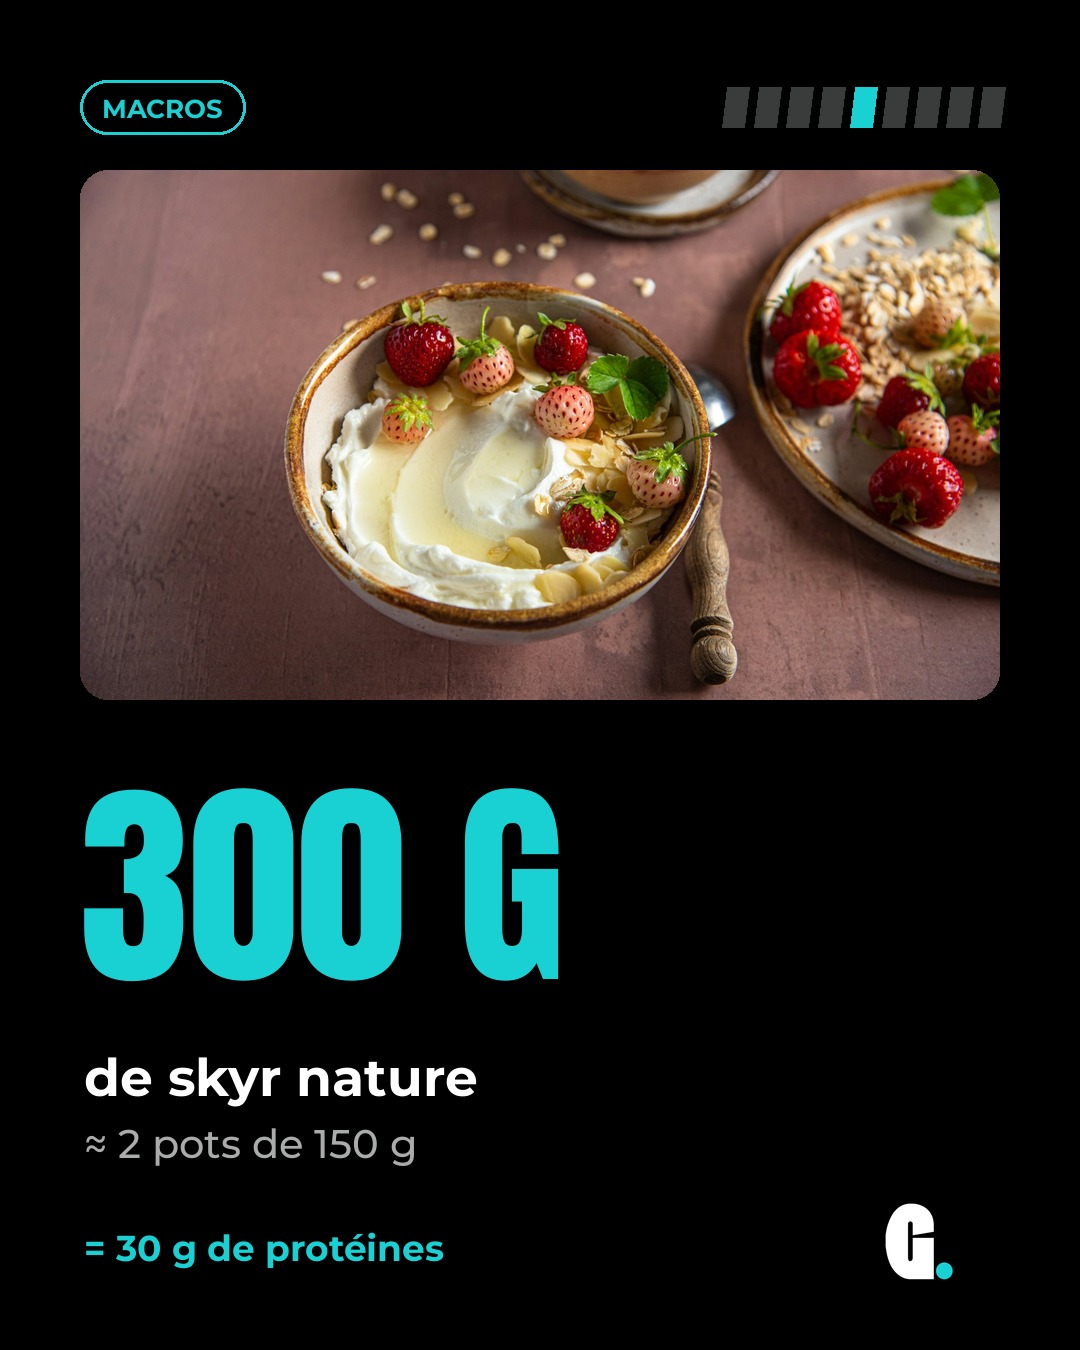 MACROS
300 G
de skyr nature
≈ 2 pots de 150 g
= 30 g de protéines
G.